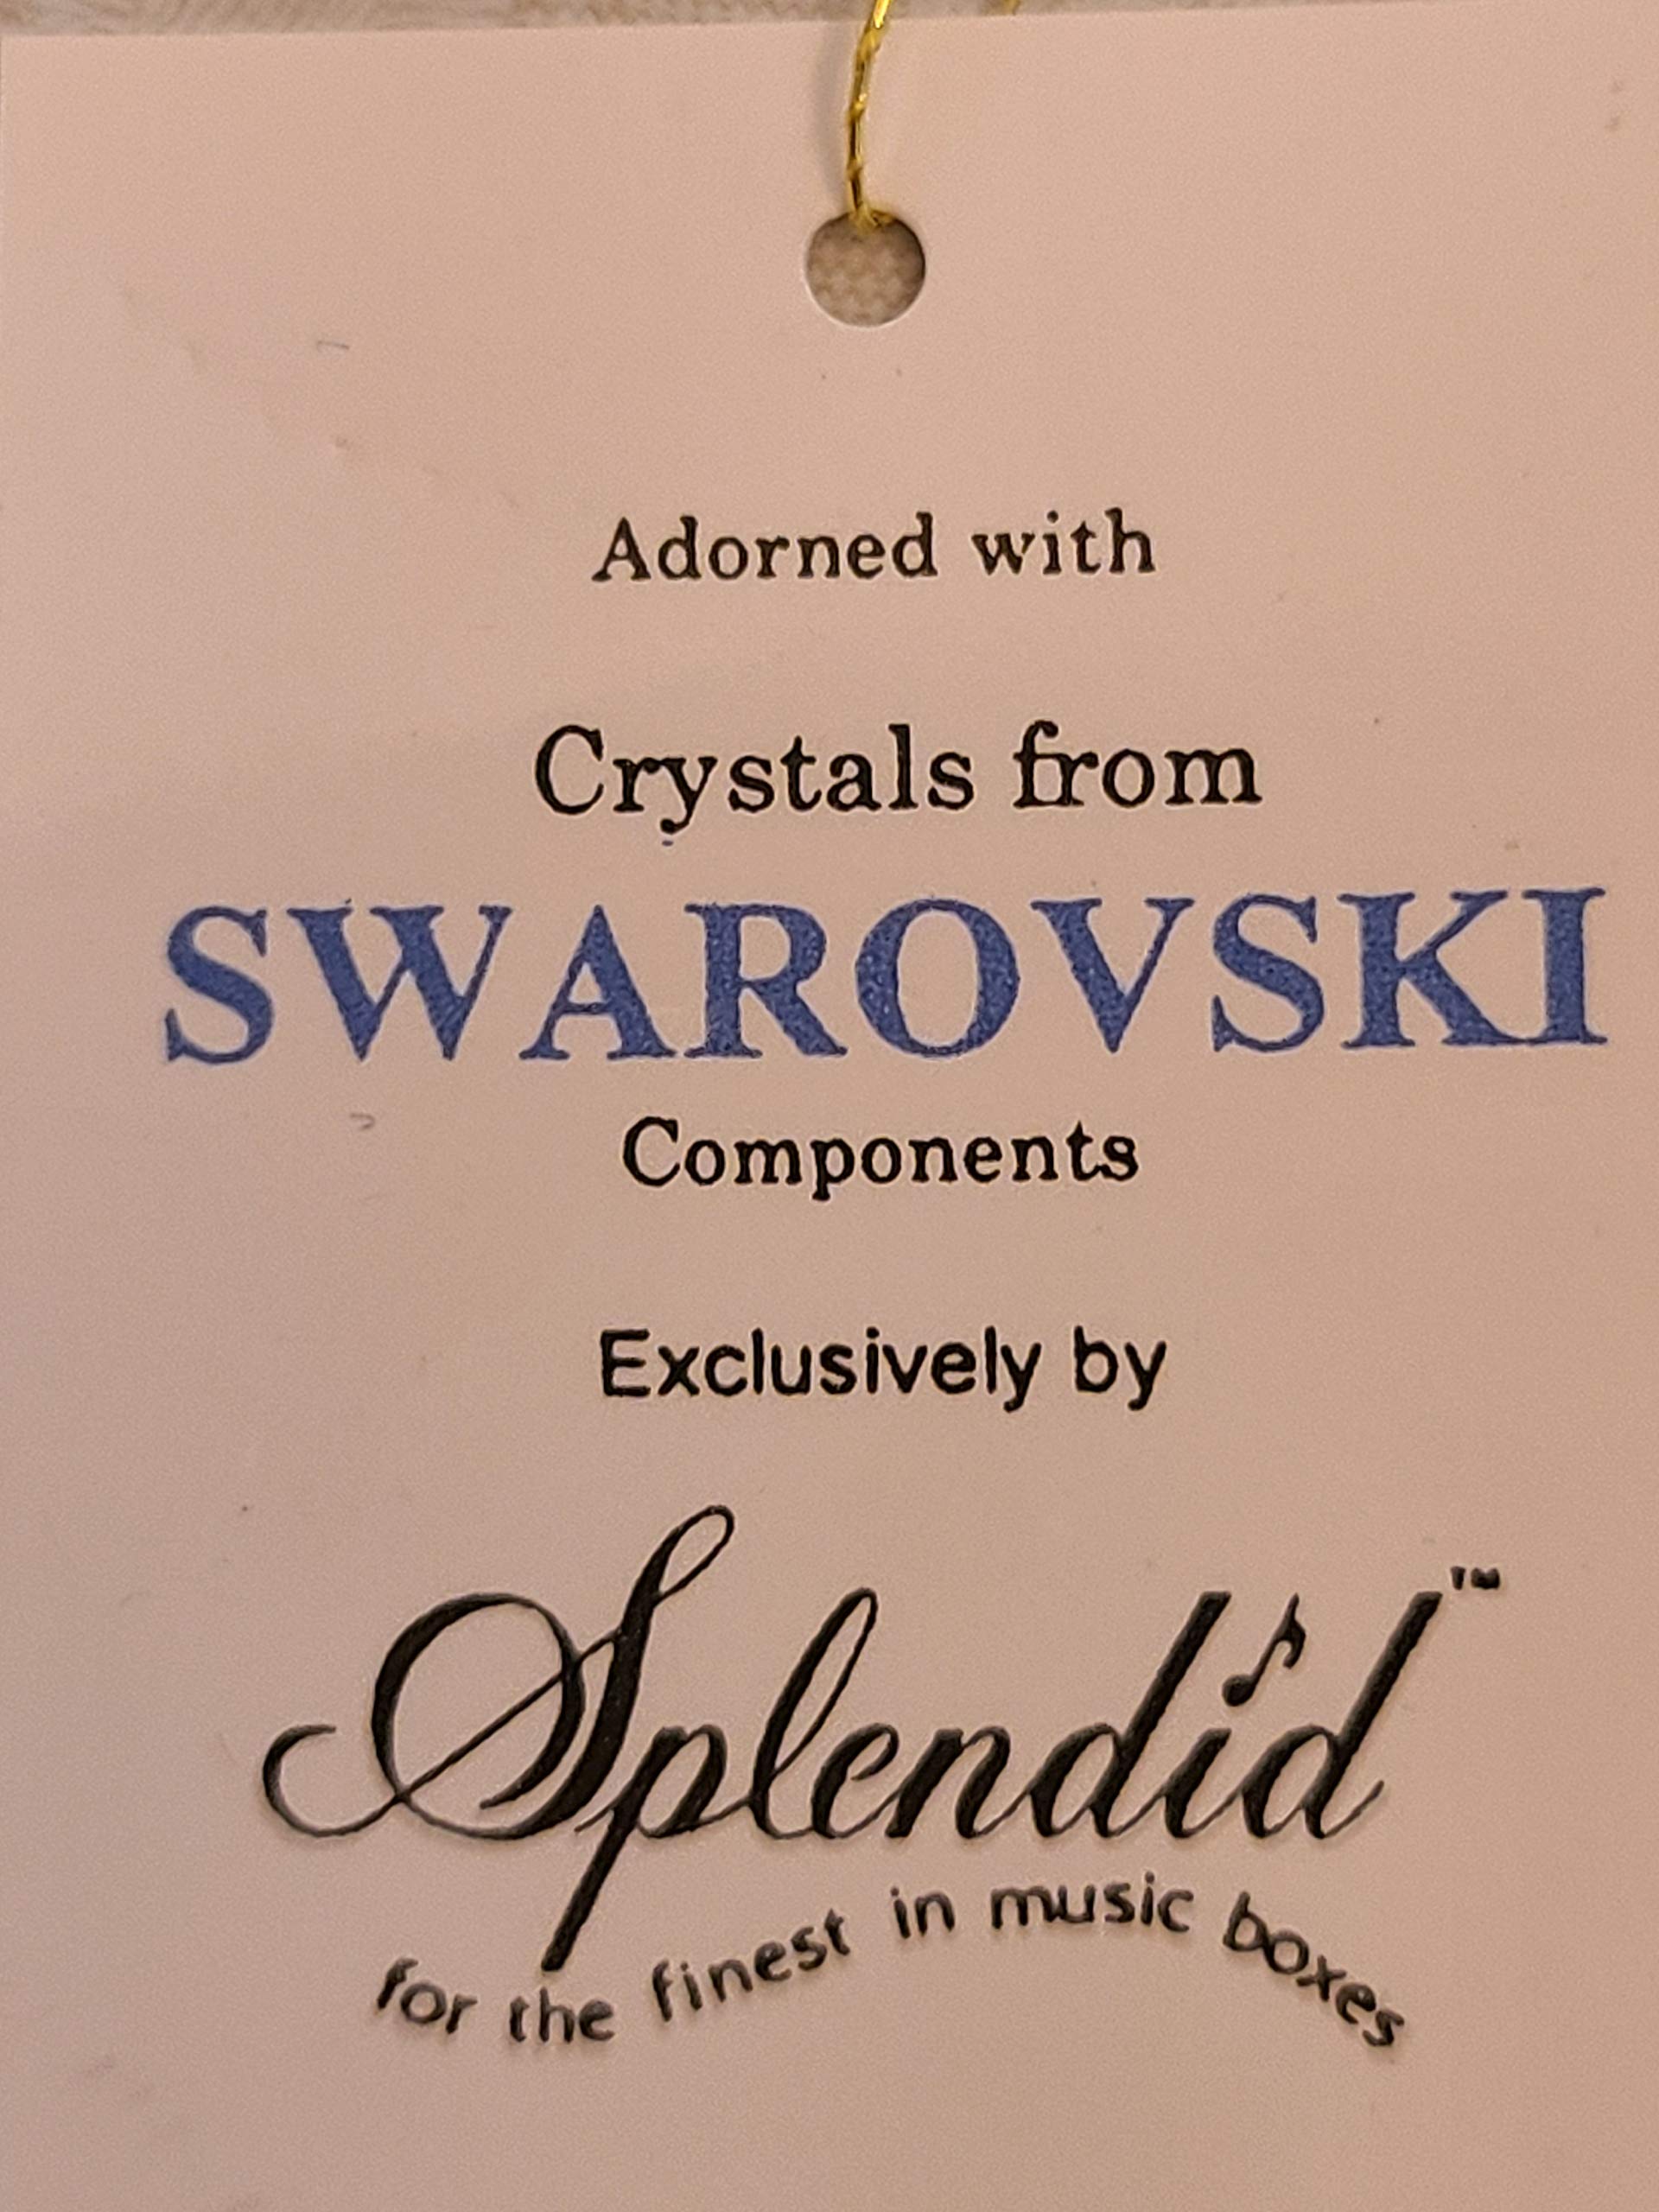 Adorned with
Crystals from
SWAROVSKI
Components
Exclusively by
Splendid™
for the finest in music boxes